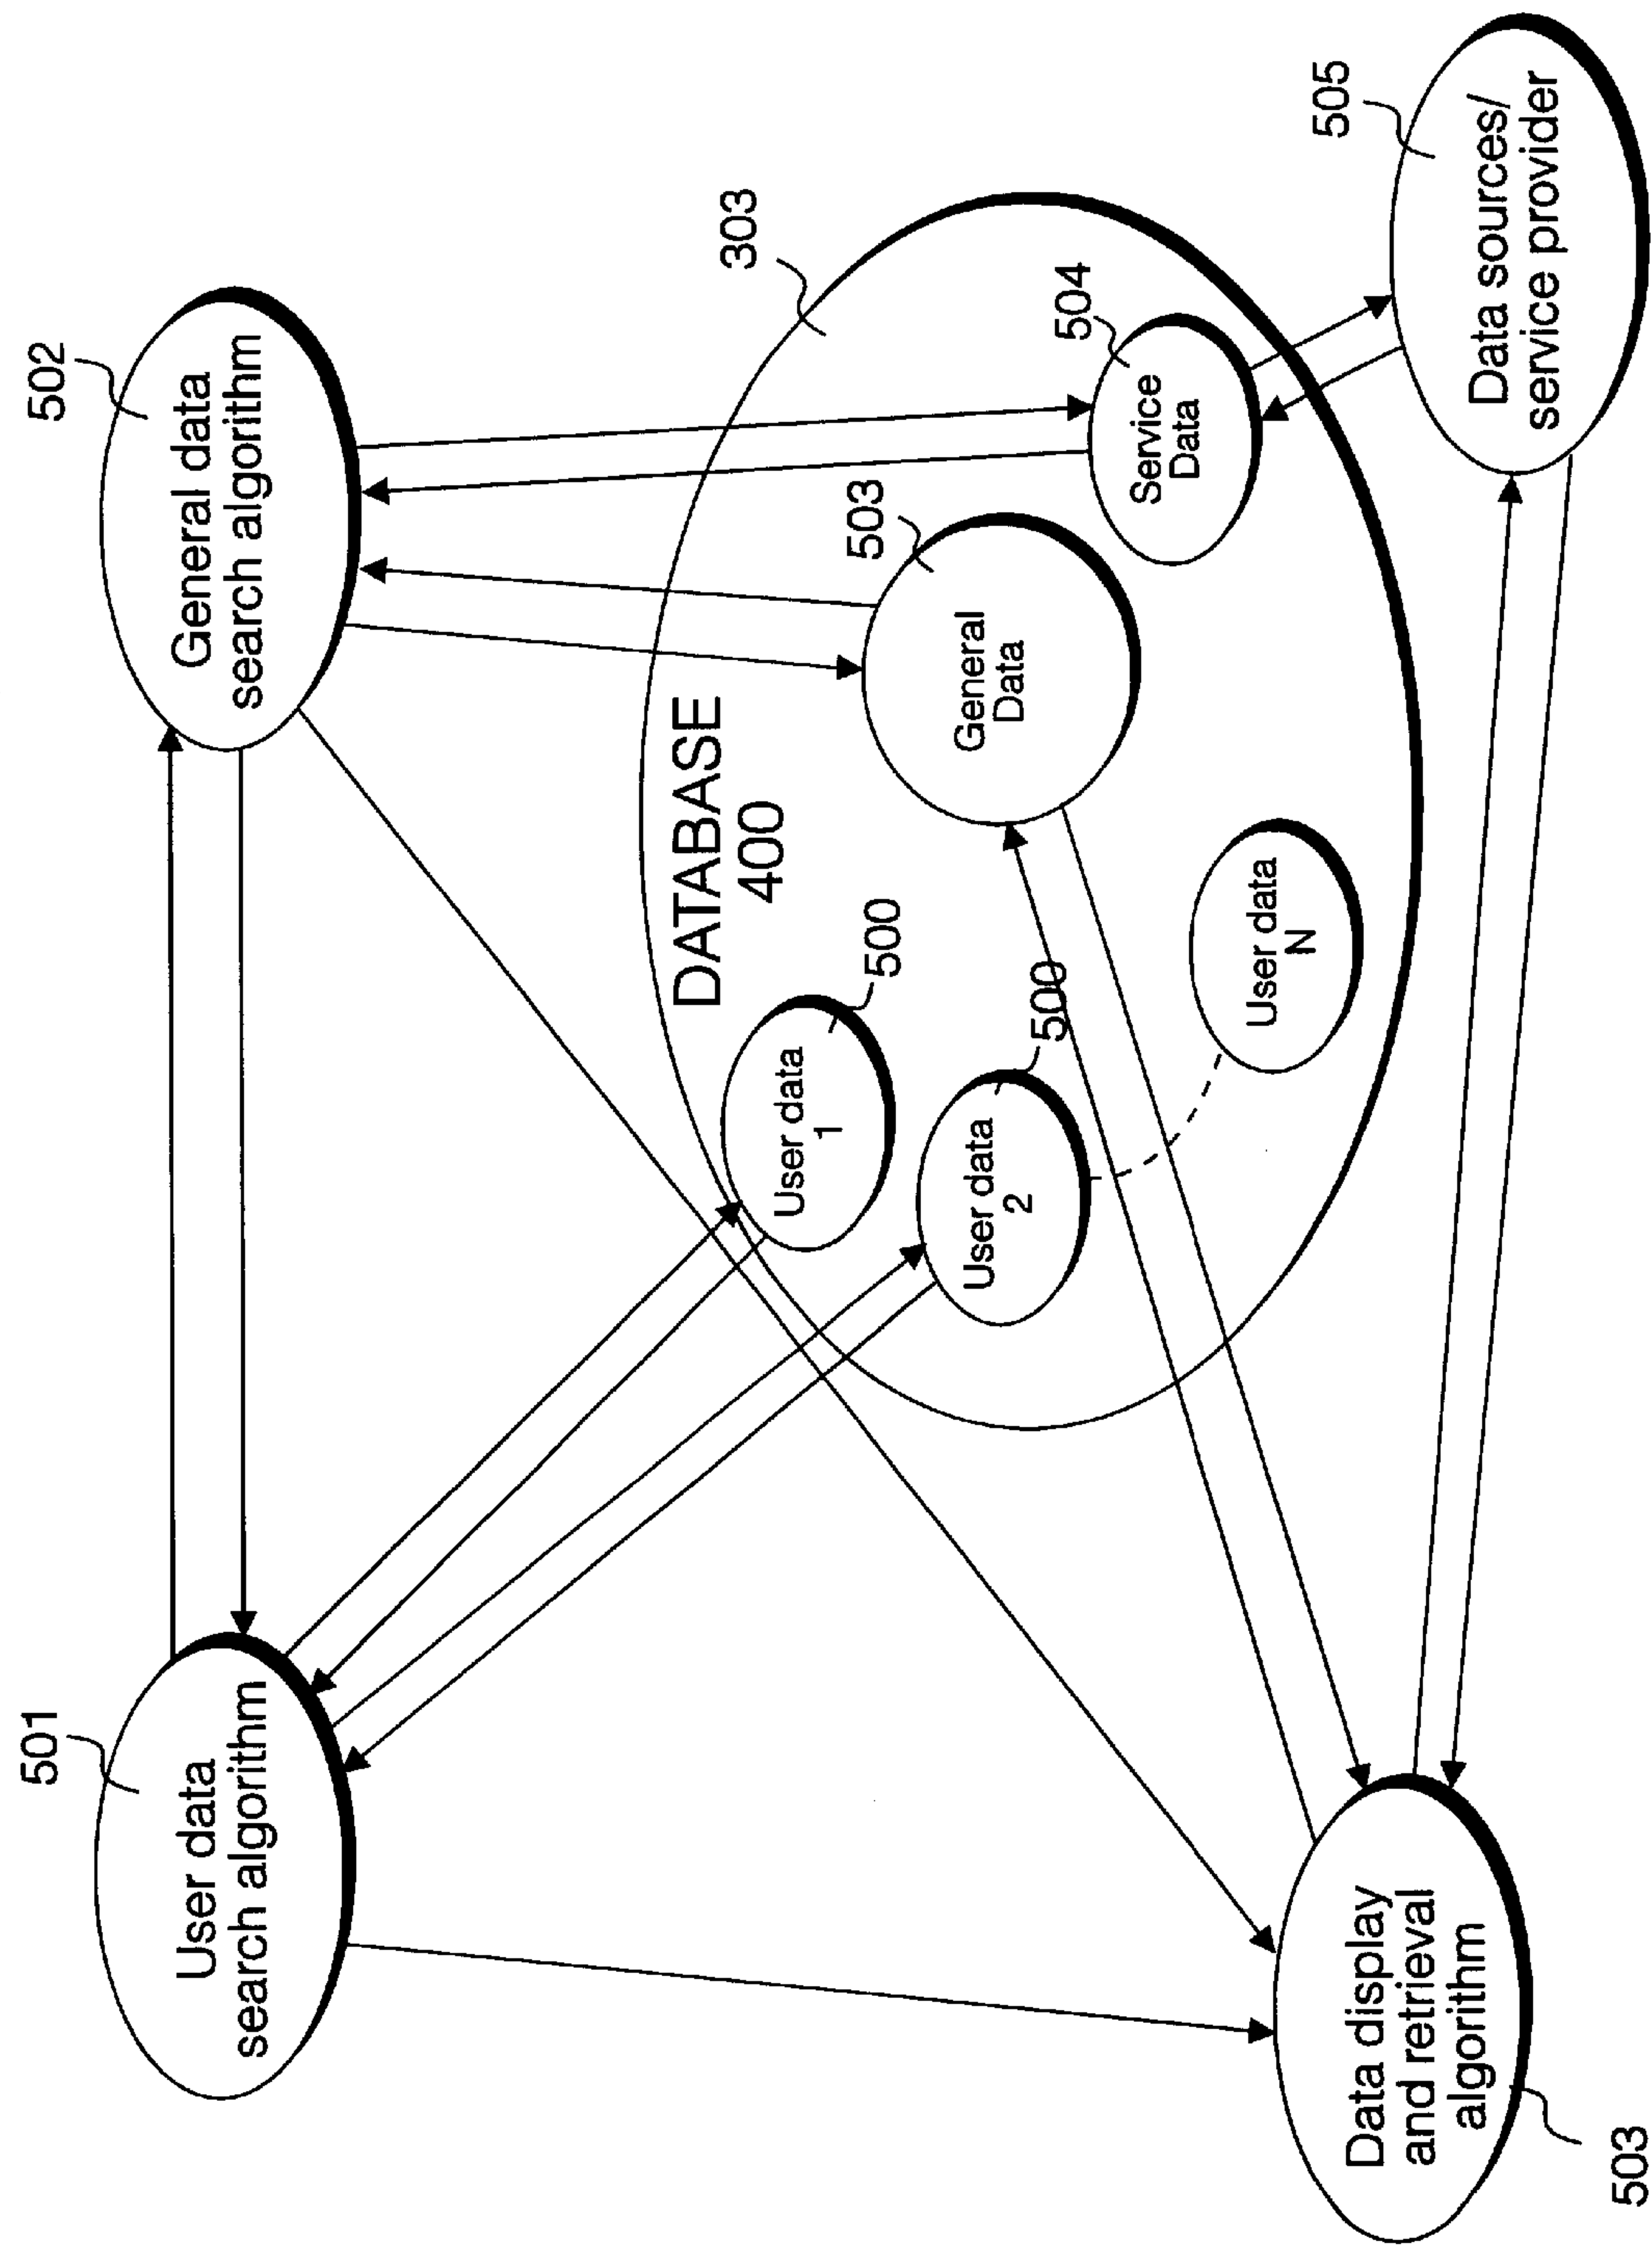 501
User data
search algorithm
502
General data
search algorithm
303
DATABASE
400
User data
1
500
User data
2
500
General
Data
503
Service
Data
504
User data
N
Data display
and retrieval
algorithm
503
Data sources/
service provider
505